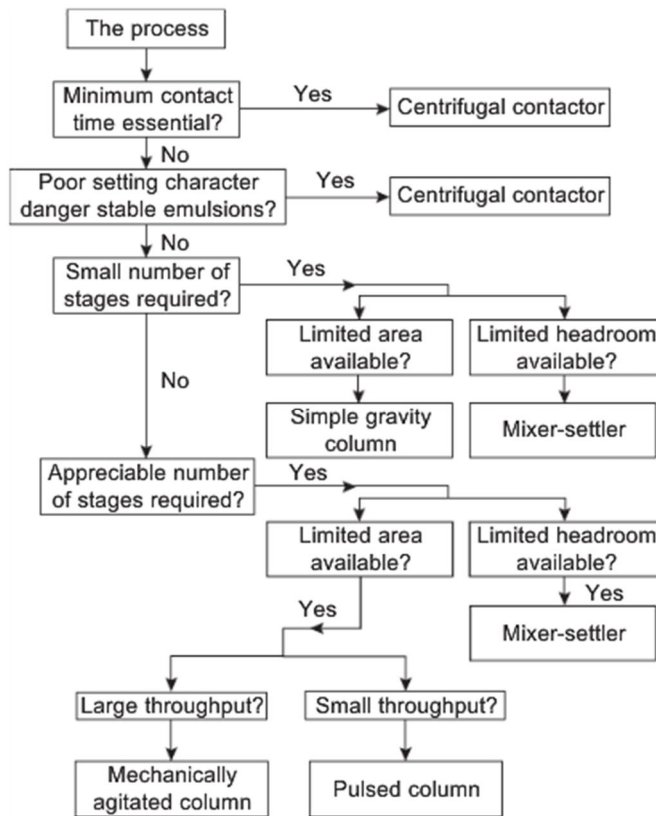 The process
Minimum contact
time essential?
Yes
Centrifugal contactor
No
Poor setting character
danger stable emulsions?
Yes
Centrifugal contactor
No
Small number of
stages required?
Yes
Limited area
available?
Limited headroom
available?
No
Simple gravity
column
Mixer-settler
Appreciable number
of stages required?
Yes
Limited area
available?
Limited headroom
available?
Yes
Yes
Mixer-settler
Large throughput?
Small throughput?
Mechanically
agitated column
Pulsed column